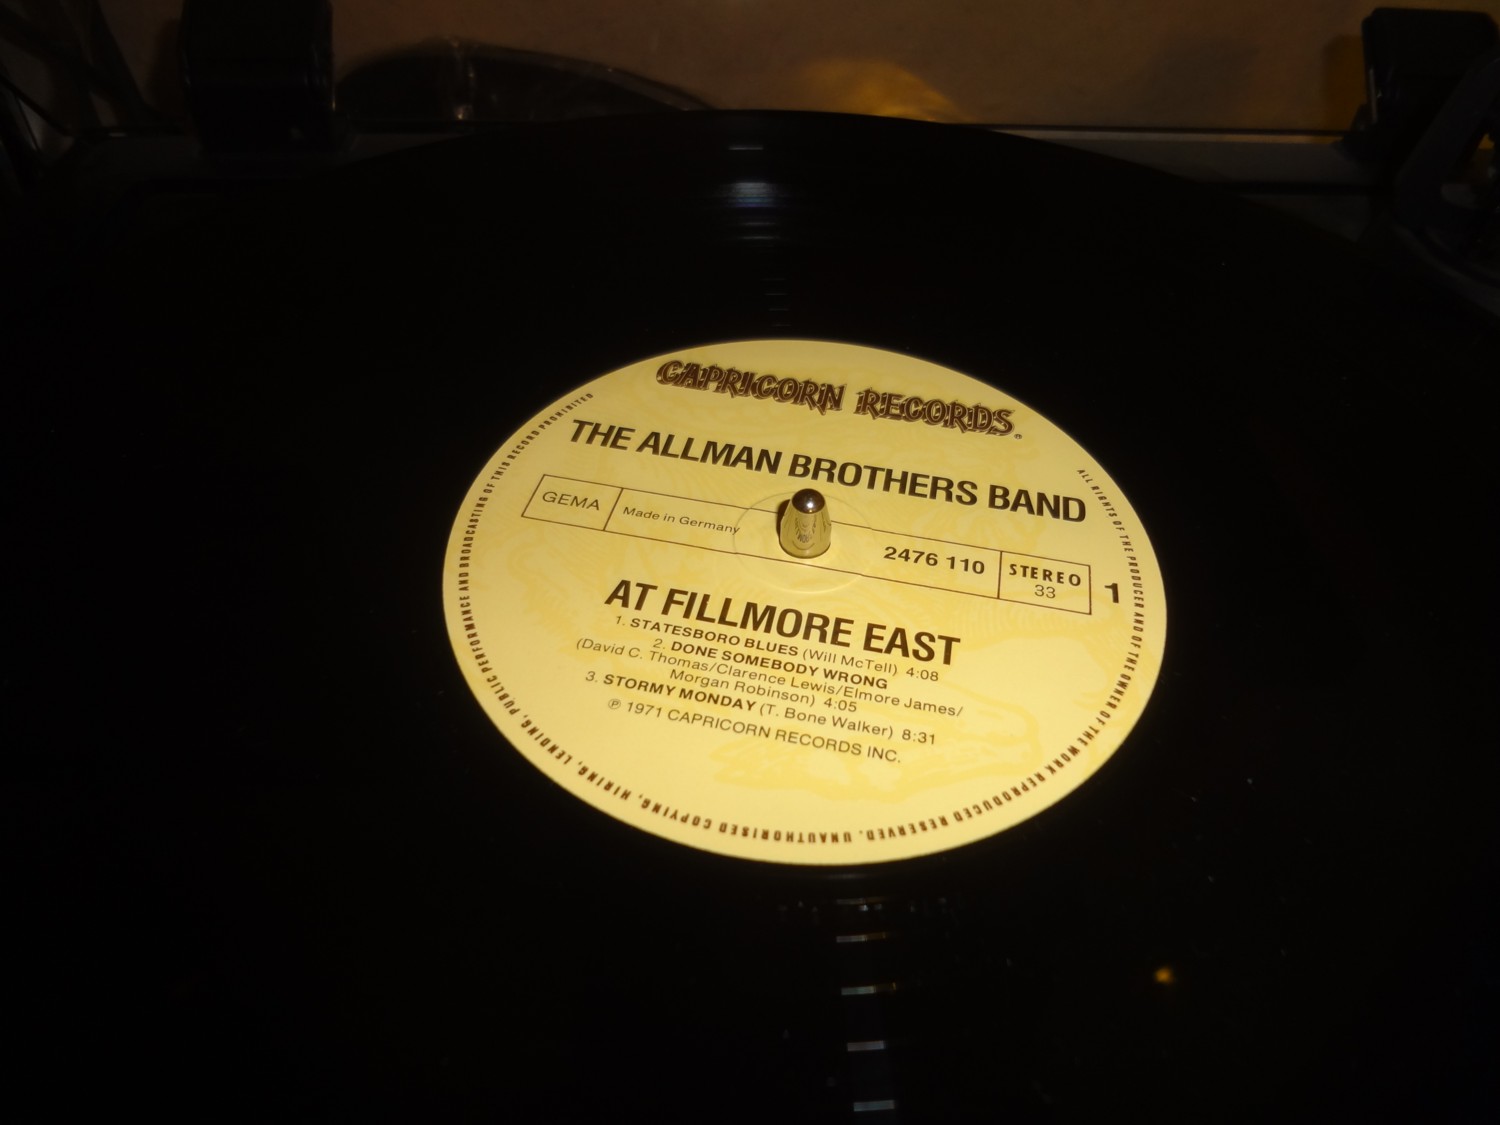 CAPRICORN RECORDS®
THE ALLMAN BROTHERS BAND
GEMA
Made in Germany
2476 110
STEREO
33
1
AT FILLMORE EAST
1. STATESBORO BLUES (Will McTell) 4:08
2. DONE SOMEBODY WRONG
(David C. Thomas/Clarence Lewis/Elmore James/
Morgan Robinson) 4:05
3. STORMY MONDAY (T. Bone Walker) 8:31
℗ 1971 CAPRICORN RECORDS INC.
ALL RIGHTS OF THE PRODUCER AND OF THE OWNER OF THE WORK REPRODUCED RESERVED. UNAUTHORISED COPYING, HIRING, LENDING, PUBLIC PERFORMANCE AND BROADCASTING OF THIS RECORD PROHIBITED